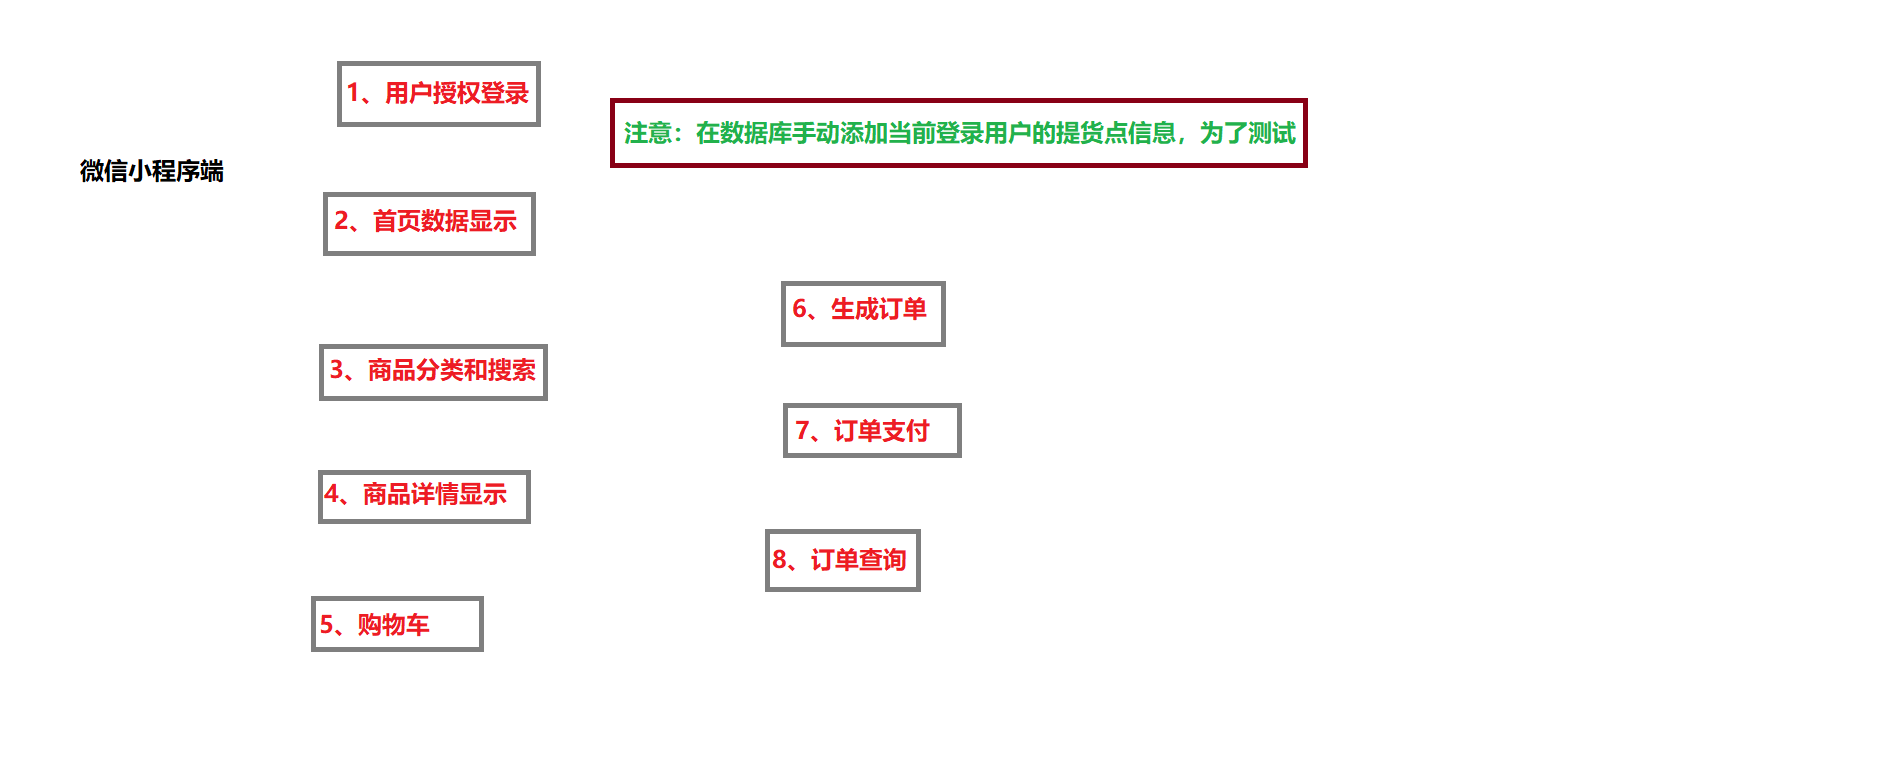 微信小程序端
1、用户授权登录
注意：在数据库手动添加当前登录用户的提货点信息，为了测试
2、首页数据显示
3、商品分类和搜索
4、商品详情显示
5、购物车
6、生成订单
7、订单支付
8、订单查询